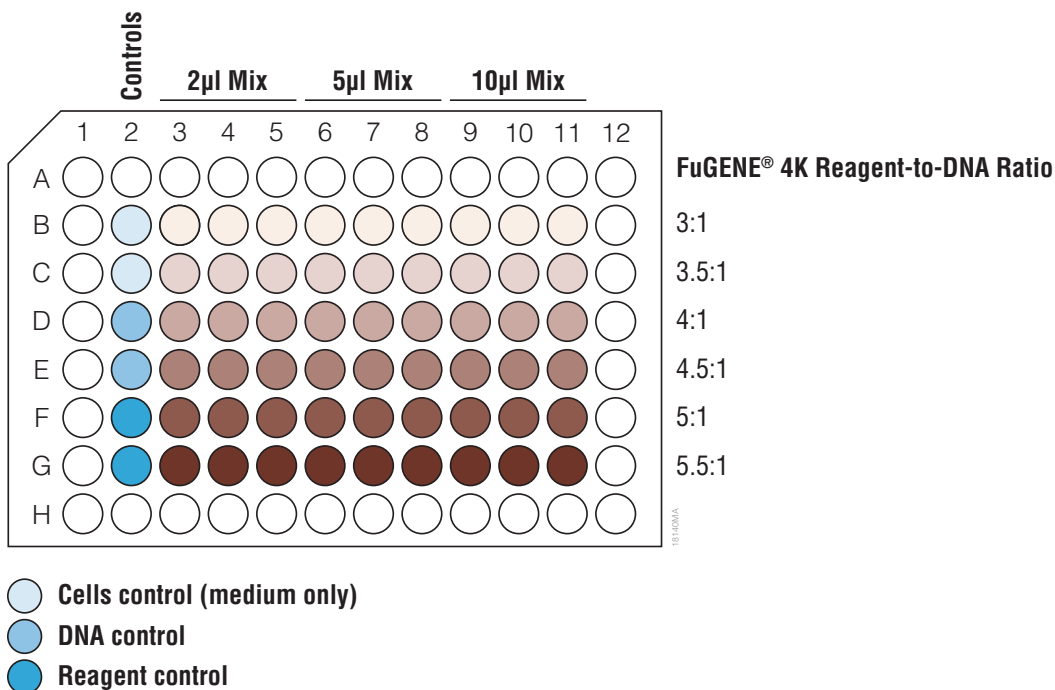 Controls
2µl Mix 5µl Mix 10µl Mix
1 2 3 4 5 6 7 8 9 10 11 12
FuGENE® 4K Reagent-to-DNA Ratio
A
B 3:1
C 3.5:1
D 4:1
E 4.5:1
F 5:1
G 5.5:1
H
18140MA
Cells control (medium only)
DNA control
Reagent control